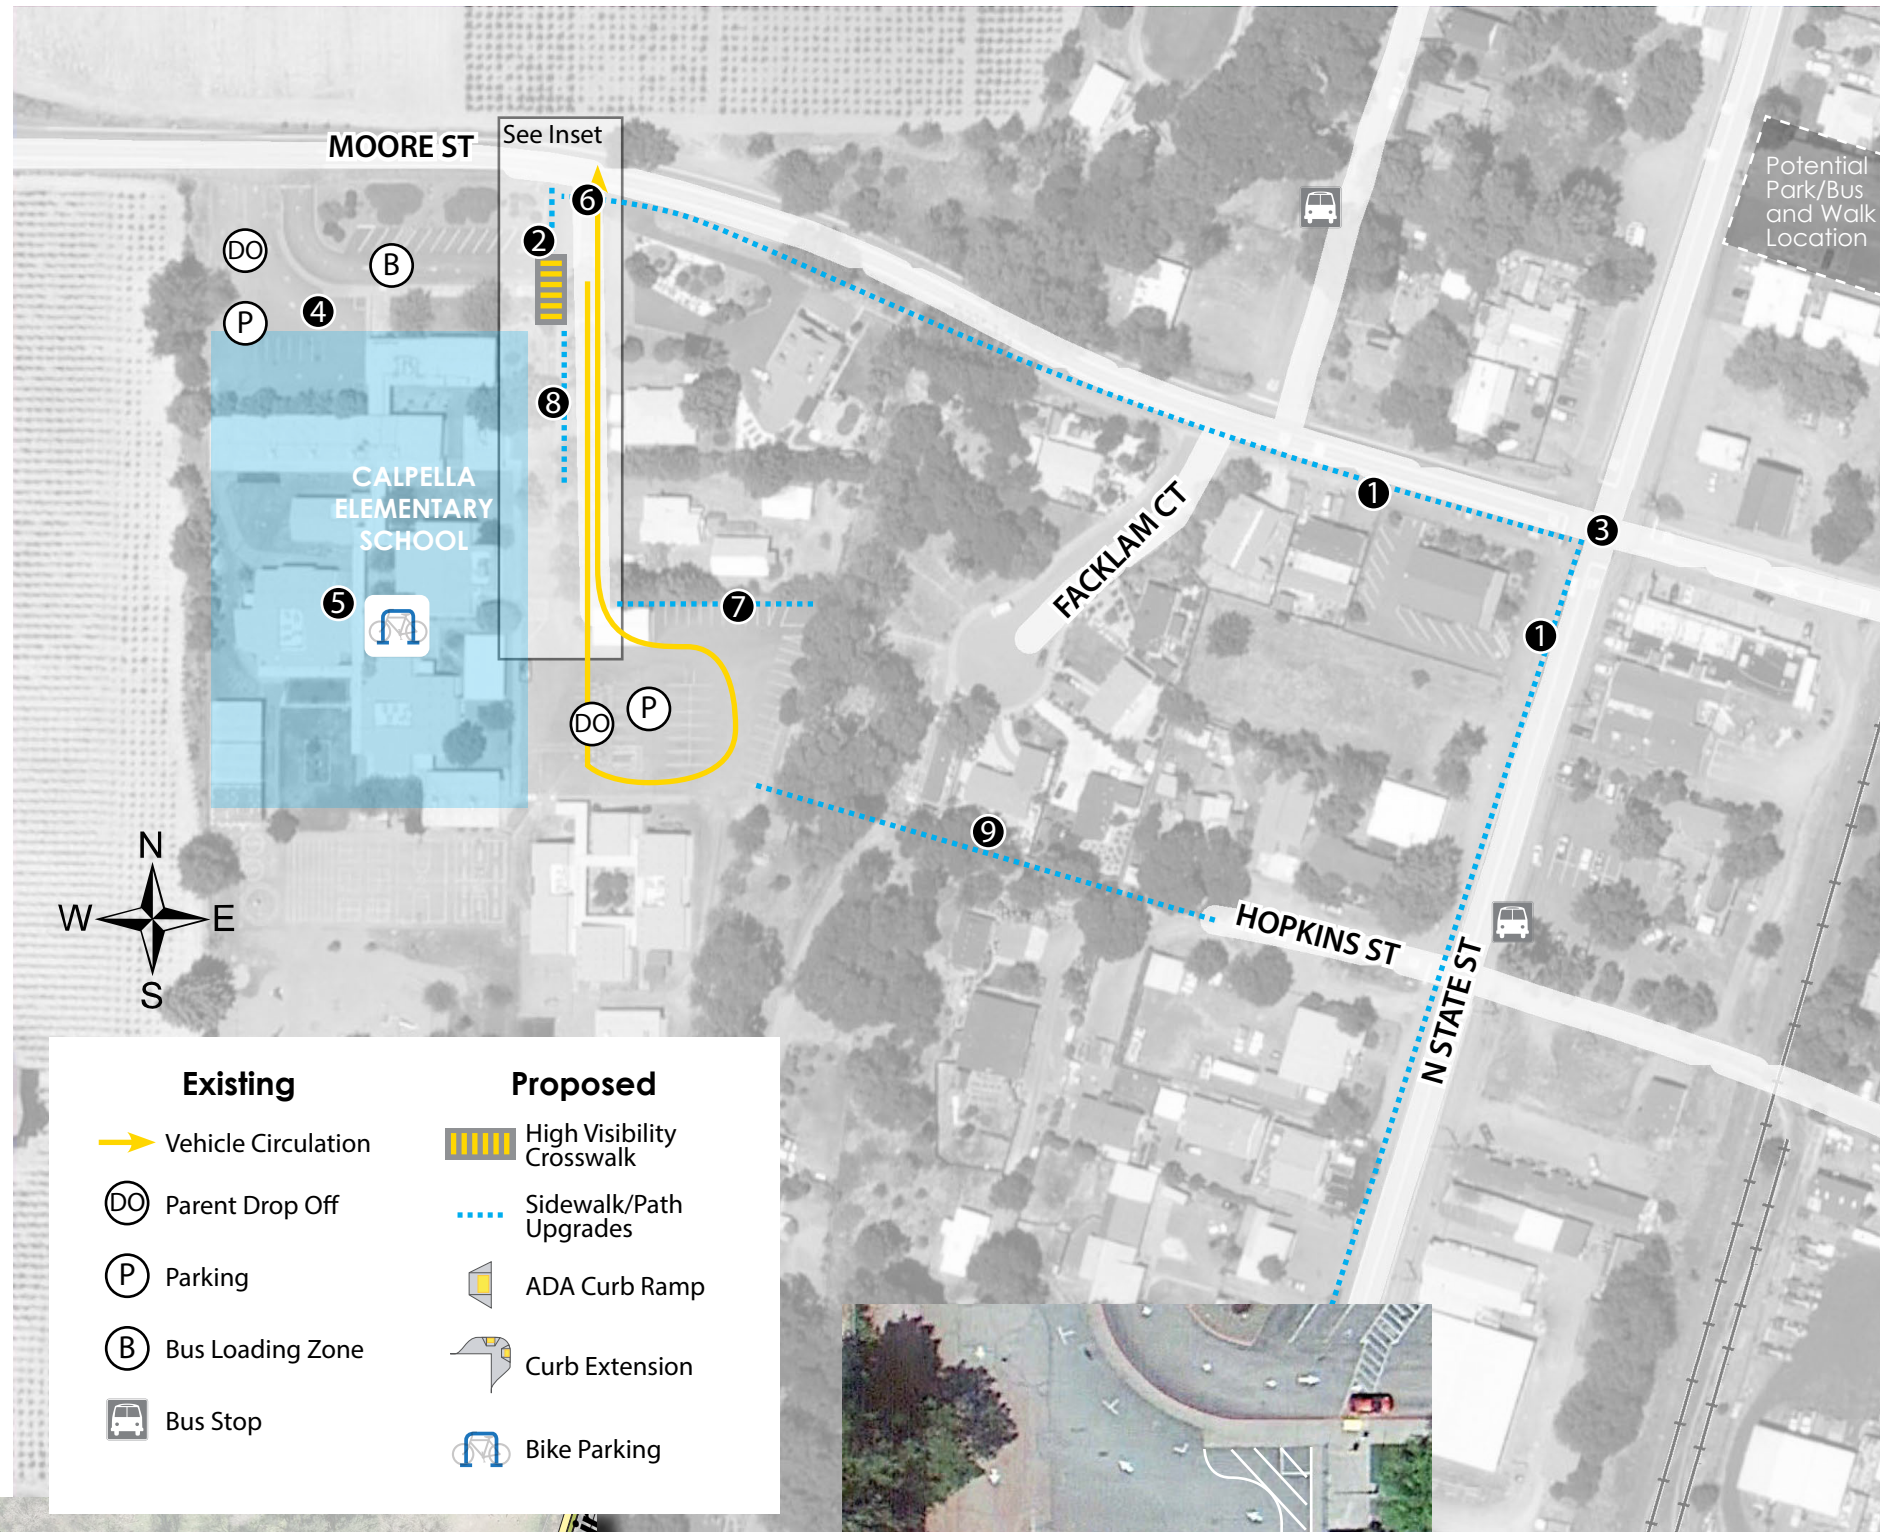 MOORE ST
See Inset
Potential
Park/Bus
and Walk
Location
6
2
DO
B
4
P
8
CALPELLA
ELEMENTARY
SCHOOL
1
3
FACKLAM CT
5
7
1
P
DO
9
N
W
E
S
HOPKINS ST
N STATE ST
Existing
Vehicle Circulation
DO
Parent Drop Off
P
Parking
B
Bus Loading Zone
Bus Stop
Proposed
High Visibility
Crosswalk
Sidewalk/Path
Upgrades
ADA Curb Ramp
Curb Extension
Bike Parking